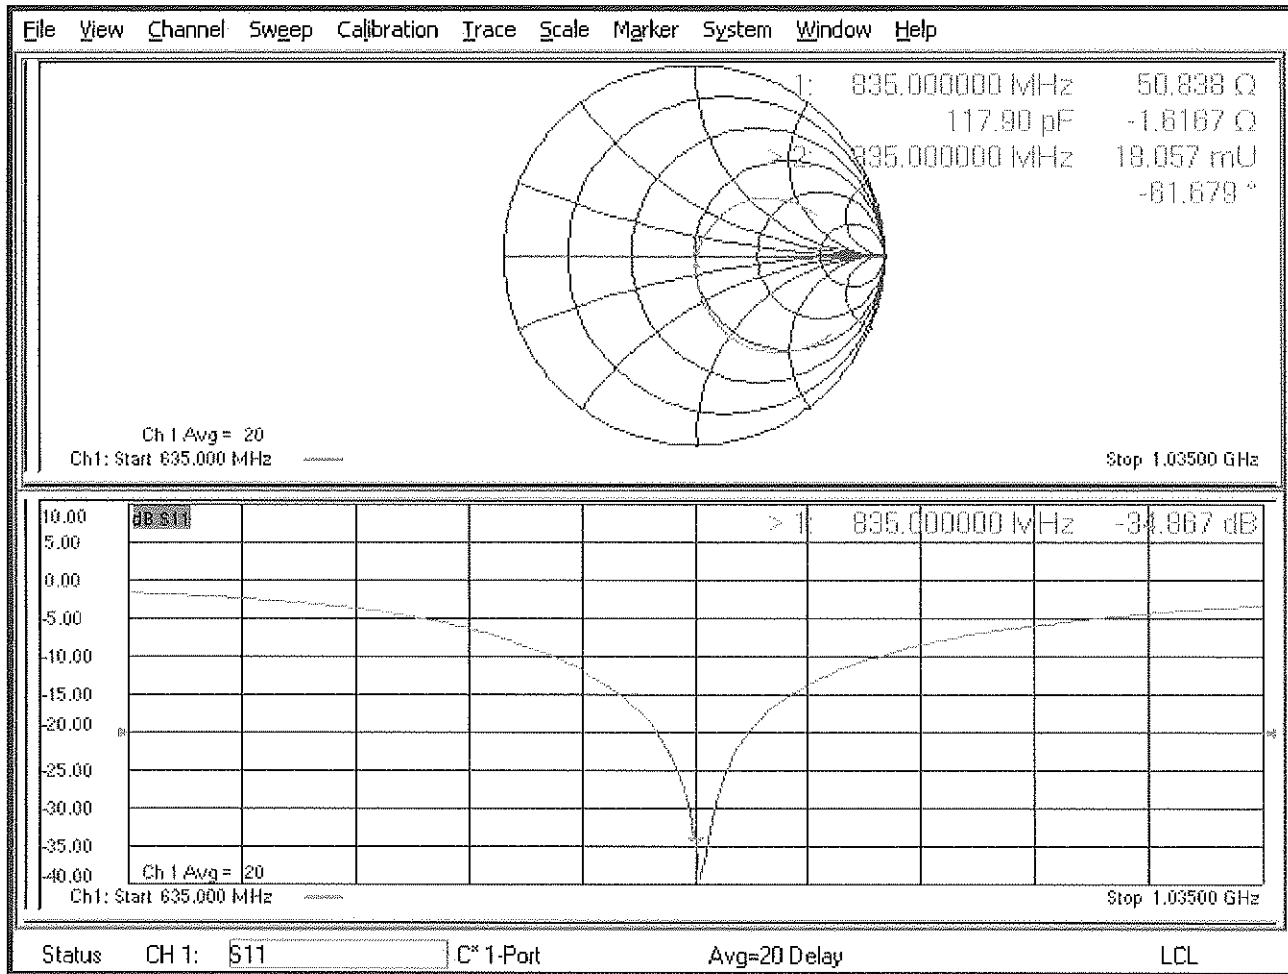 File View Channel Sweep Calibration Trace Scale Marker System Window Help
1: 835.000000 MHz 50.838 Ω
117.90 pF -1.6167 Ω
> 2: 835.000000 MHz 18.057 mU
-61.679 °
Ch 1 Avg = 20
Ch1: Start 635.000 MHz Stop 1.03500 GHz
10.00 dB S11 > 1: 835.000000 MHz -34.867 dB
5.00
0.00
-5.00
-10.00
-15.00
-20.00
-25.00
-30.00
-35.00
-40.00 Ch 1 Avg = 20
Ch1: Start 635.000 MHz Stop 1.03500 GHz
Status CH 1: S11 C* 1-Port Avg=20 Delay LCL